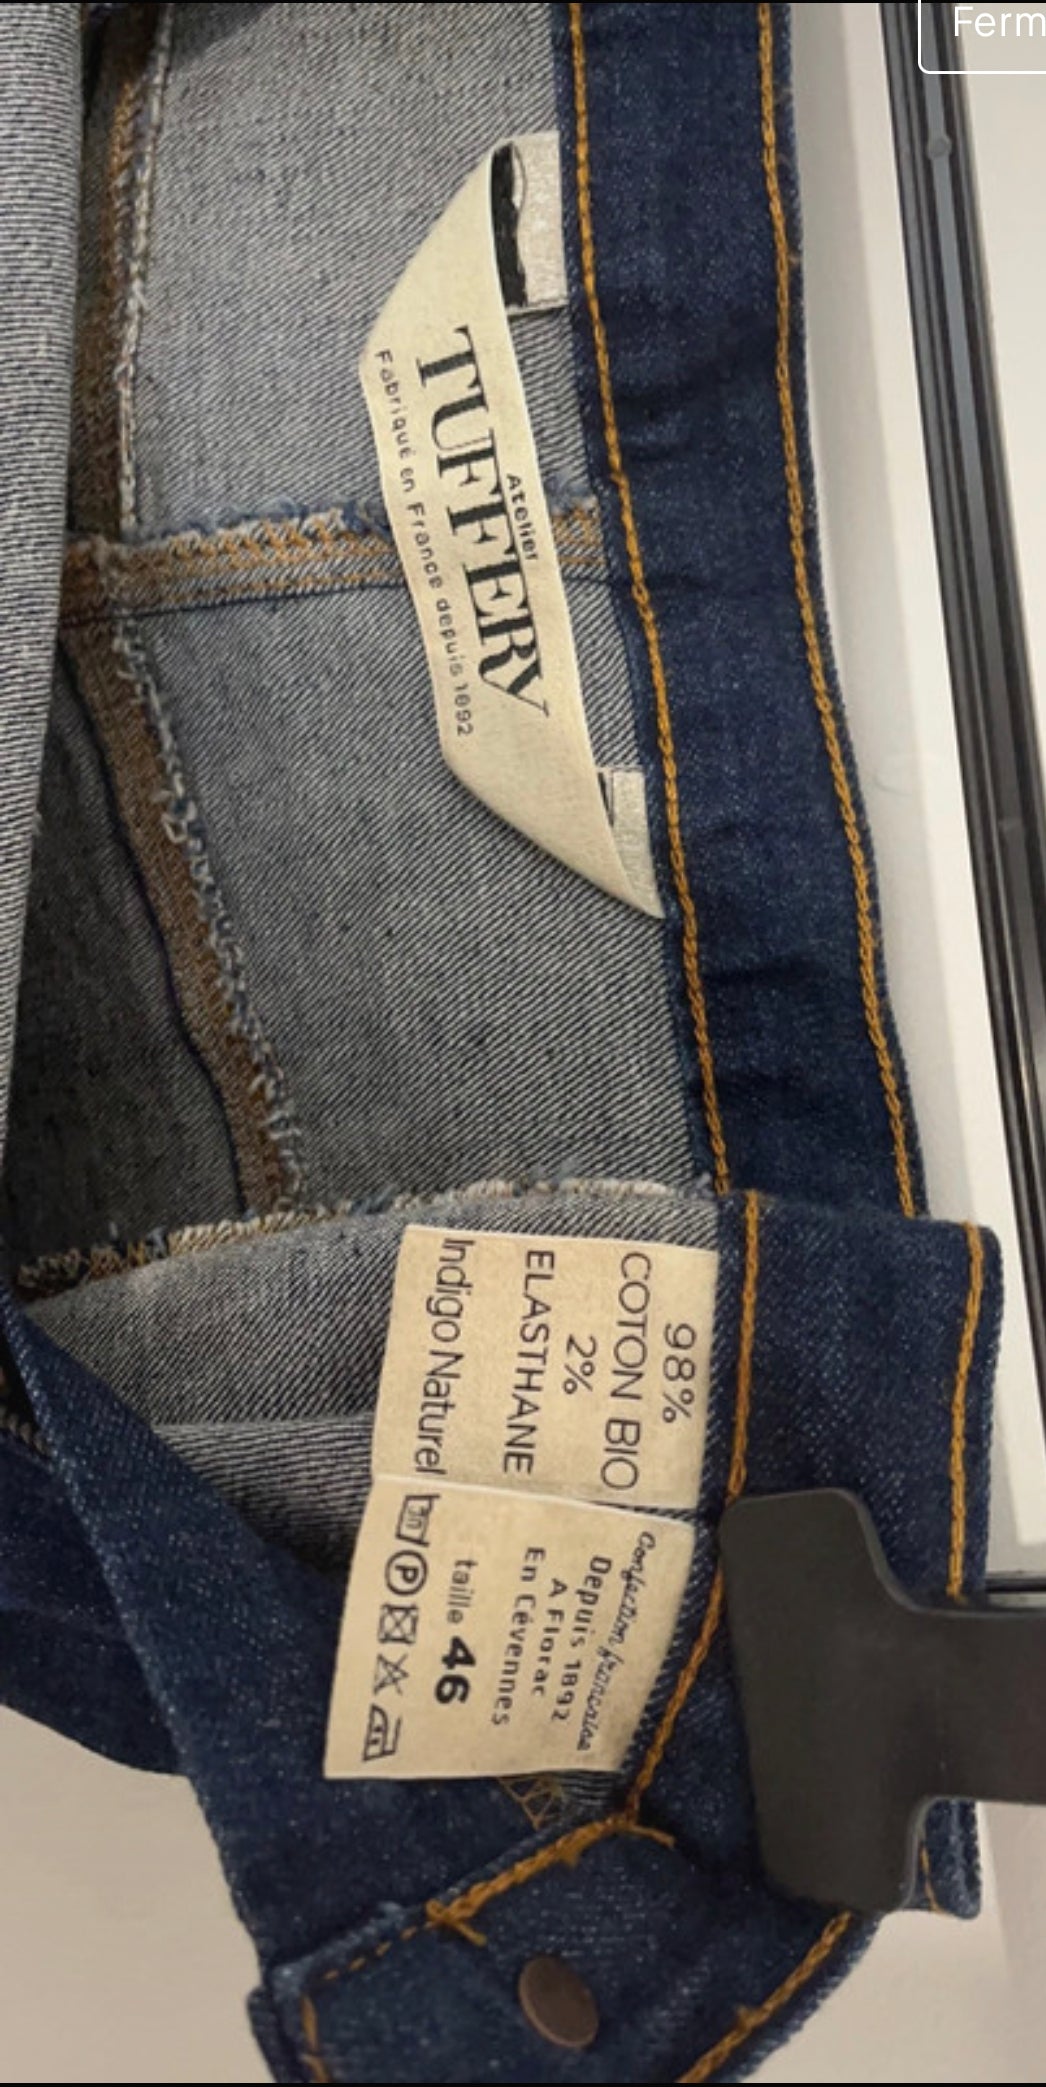 Ferm
Atelier
TUFFERY
Fabriqué en France depuis 1892
98%
COTON BIO
2%
ELASTHANE
Indigo Naturel
Confection française
Depuis 1892
A Florac
En Cévennes
taille 46
30
P